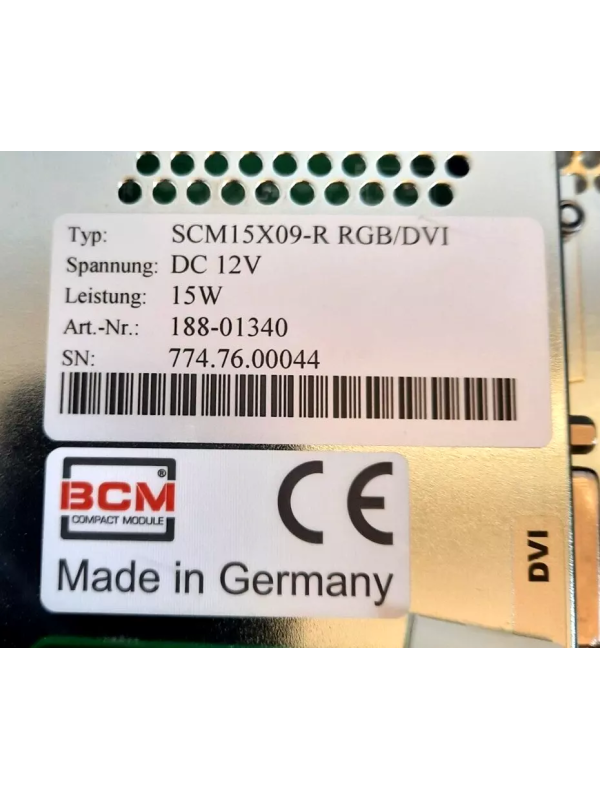 Typ: SCM15X09-R RGB/DVI
Spannung: DC 12V
Leistung: 15W
Art.-Nr.: 188-01340
SN: 774.76.00044
BCM®
COMPACT MODULE
CE
Made in Germany
DVI